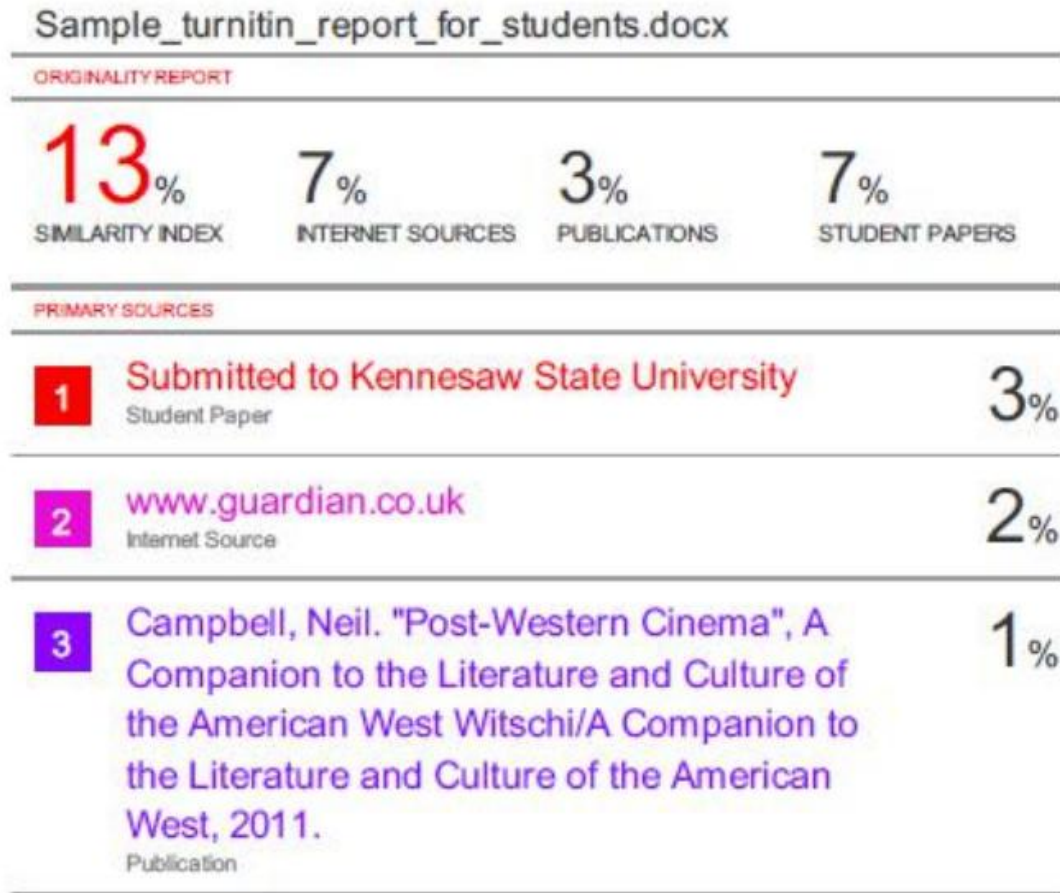 Sample_turnitin_report_for_students.docx
ORIGINALITY REPORT
13% 7% 3% 7%
SIMILARITY INDEX INTERNET SOURCES PUBLICATIONS STUDENT PAPERS
PRIMARY SOURCES
1 Submitted to Kennesaw State University 3%
Student Paper
2 www.guardian.co.uk 2%
Internet Source
3 Campbell, Neil. "Post-Western Cinema", A 1%
Companion to the Literature and Culture of
the American West Witschi/A Companion to
the Literature and Culture of the American
West, 2011.
Publication